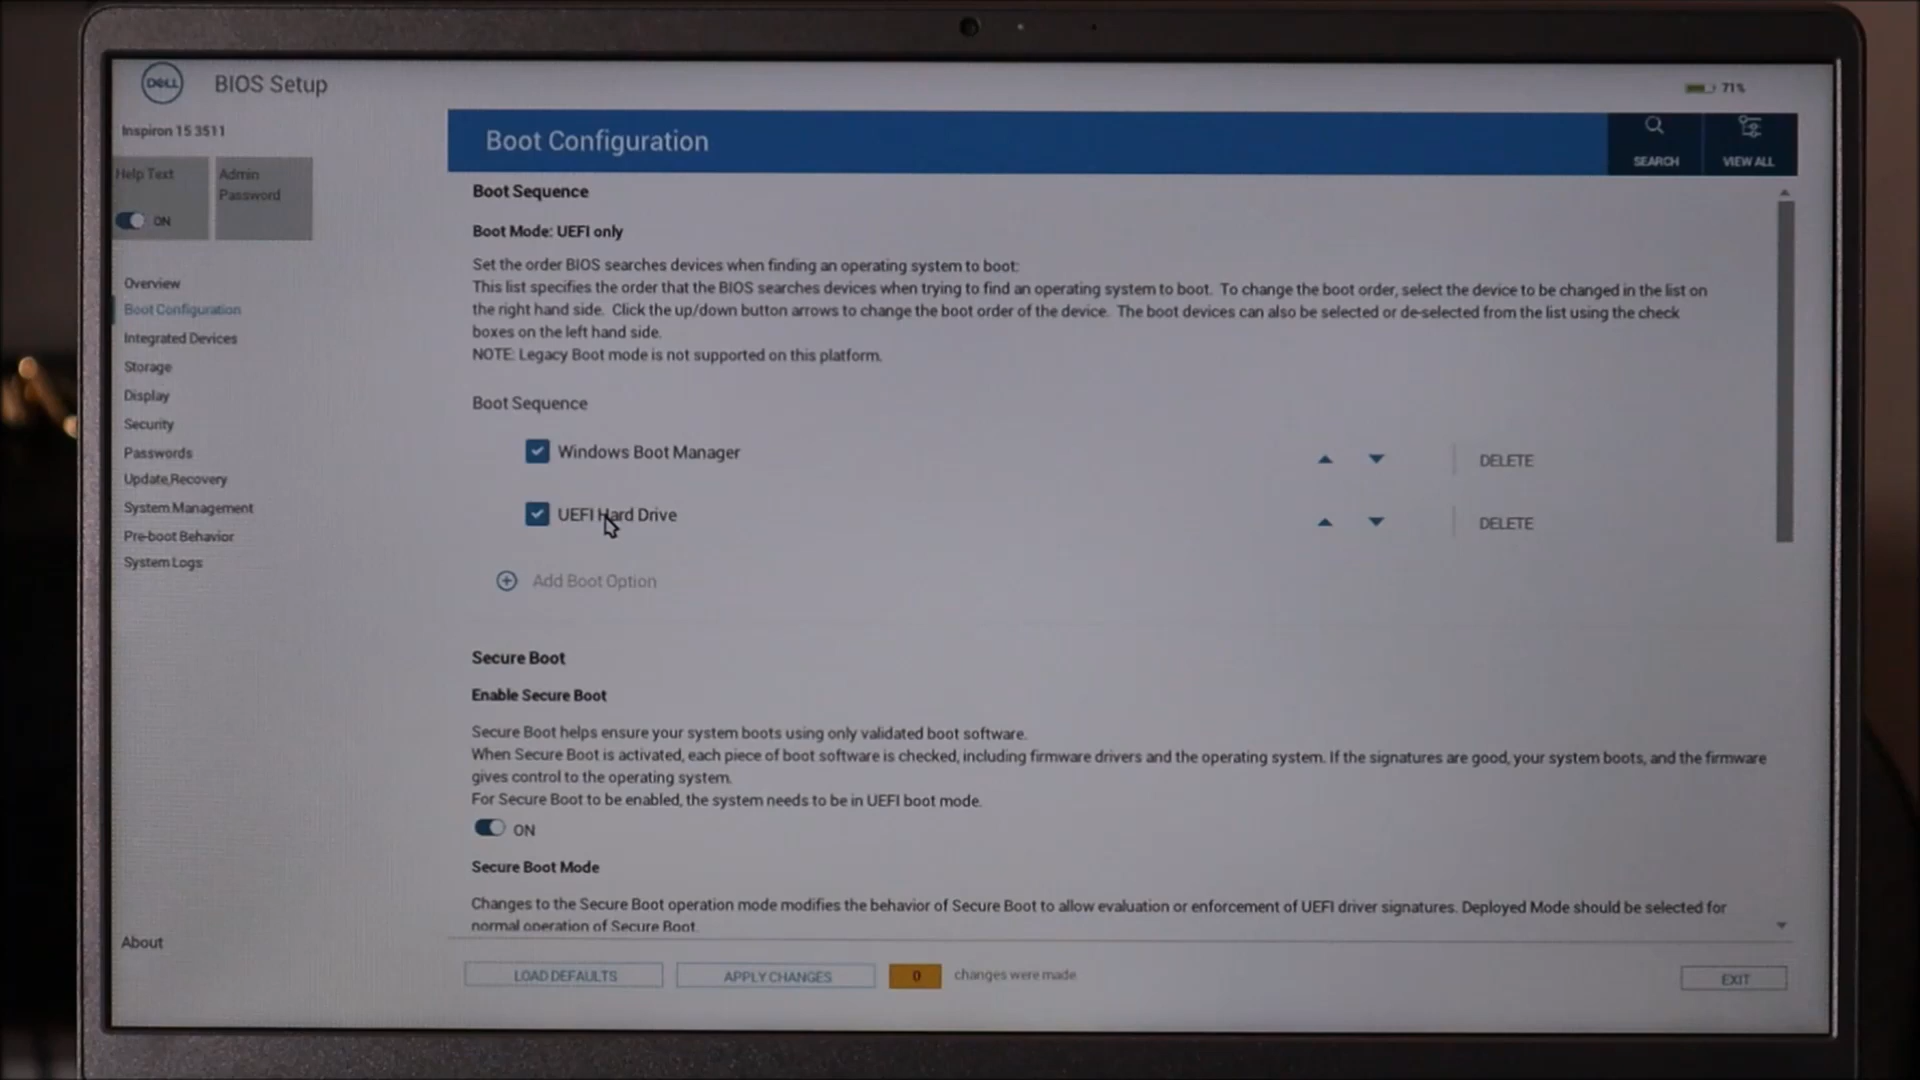 DELL
BIOS Setup
71%
Inspiron 15 3511
Help Text
ON
Admin
Password
Overview
Boot Configuration
Integrated Devices
Storage
Display
Security
Passwords
Update,Recovery
System Management
Pre-boot Behavior
System Logs
About
Boot Configuration
SEARCH
VIEW ALL
Boot Sequence
Boot Mode: UEFI only
Set the order BIOS searches devices when finding an operating system to boot:
This list specifies the order that the BIOS searches devices when trying to find an operating system to boot. To change the boot order, select the device to be changed in the list on
the right hand side. Click the up/down button arrows to change the boot order of the device. The boot devices can also be selected or de-selected from the list using the check
boxes on the left hand side.
NOTE: Legacy Boot mode is not supported on this platform.
Boot Sequence
Windows Boot Manager
DELETE
UEFI Hard Drive
DELETE
Add Boot Option
Secure Boot
Enable Secure Boot
Secure Boot helps ensure your system boots using only validated boot software.
When Secure Boot is activated, each piece of boot software is checked, including firmware drivers and the operating system. If the signatures are good, your system boots, and the firmware
gives control to the operating system.
For Secure Boot to be enabled, the system needs to be in UEFI boot mode.
ON
Secure Boot Mode
Changes to the Secure Boot operation mode modifies the behavior of Secure Boot to allow evaluation or enforcement of UEFI driver signatures. Deployed Mode should be selected for
normal operation of Secure Boot.
LOAD DEFAULTS
APPLY CHANGES
0
changes were made
EXIT